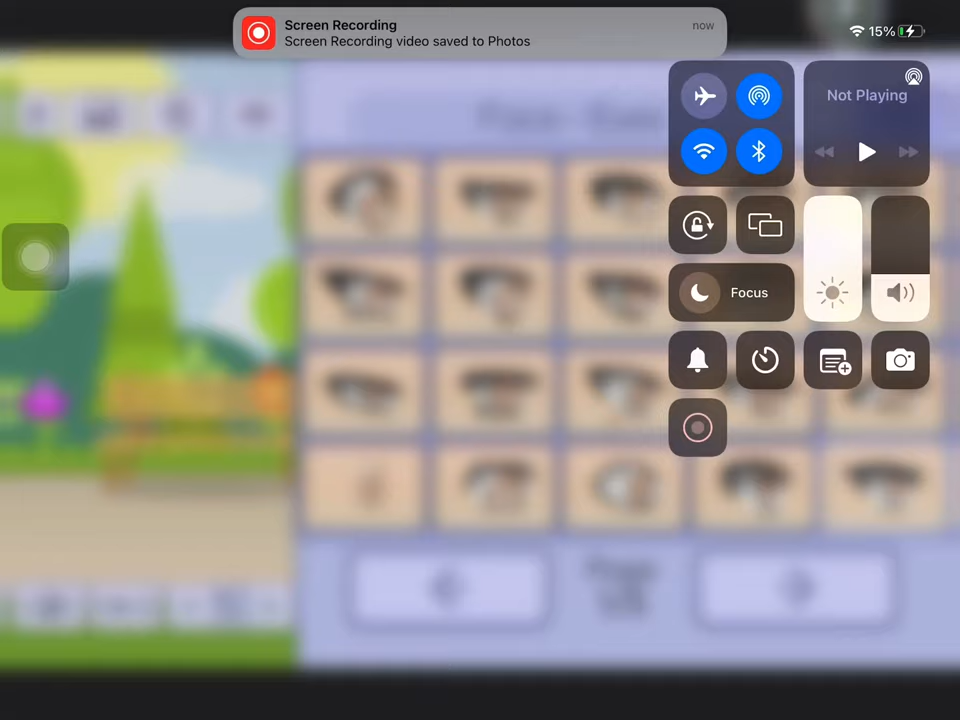 Screen Recording
now
Screen Recording video saved to Photos
15%
Not Playing
Focus